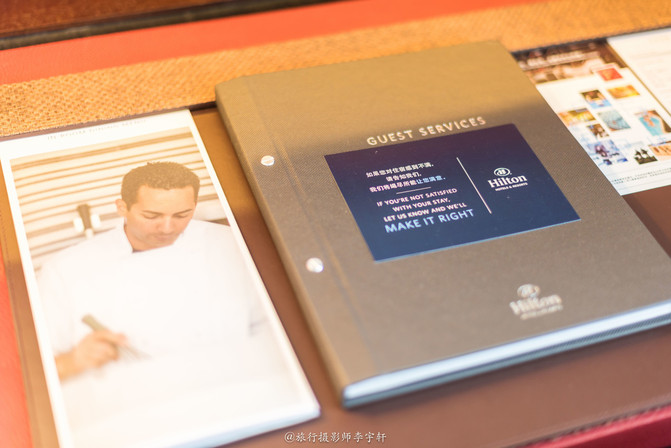 GUEST SERVICES
如果您对住宿感到不满,
请告知我们,
我们将竭尽所能让您满意。
IF YOU'RE NOT SATISFIED
WITH YOUR STAY,
LET US KNOW AND WE'LL
MAKE IT RIGHT
Hilton
HOTELS & RESORTS
Hilton
@旅行摄影师李宇轩